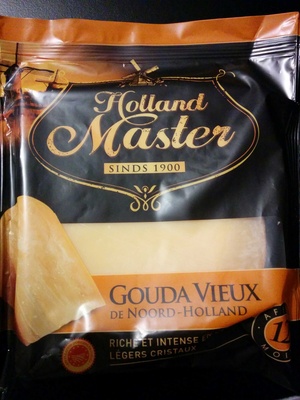 Holland
Master
SINDS 1900
GOUDA VIEUX
DE NOORD-HOLLAND
RICHE ET INTENSE
LÉGERS CRISTAUX